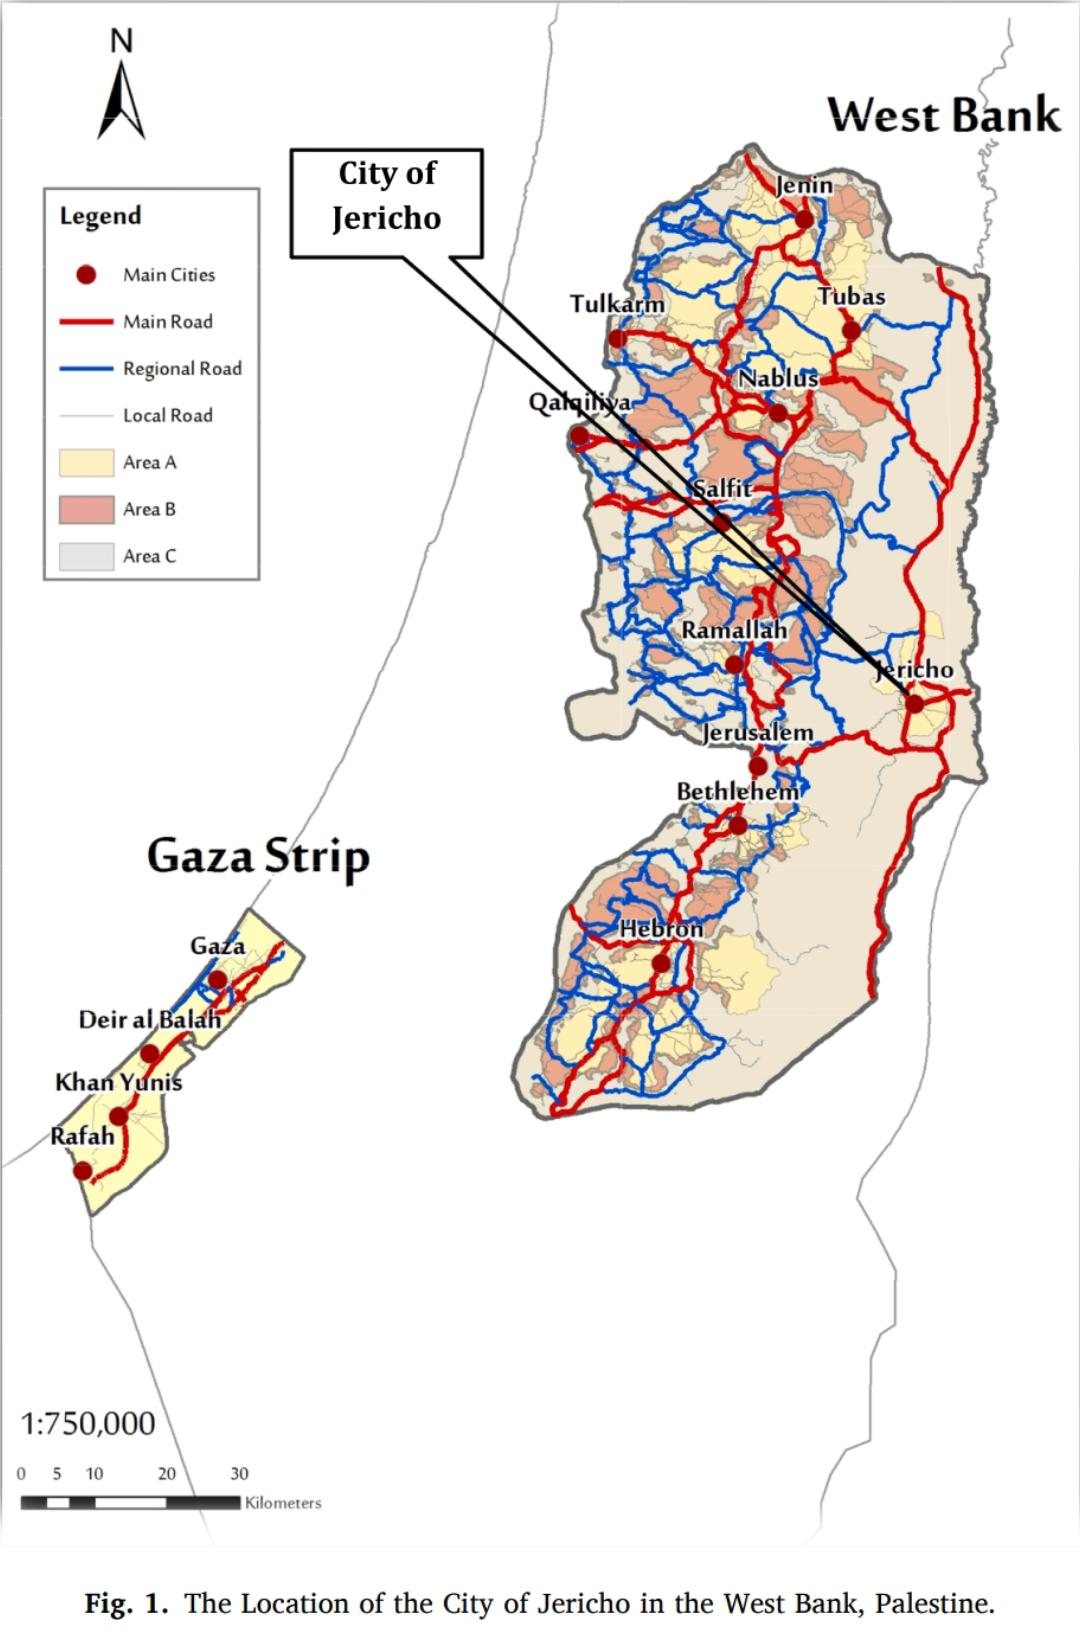 N
West Bank
City of
Jericho
Legend
Main Cities
Main Road
Regional Road
Local Road
Area A
Area B
Area C
Jenin
Tulkarm
Tubas
Nablus
Qalqiliya
Salfit
Ramallah
Jericho
Jerusalem
Bethlehem
Hebron
Gaza Strip
Gaza
Deir al Balah
Khan Yunis
Rafah
1:750,000
0 5 10 20 30
Kilometers
Fig. 1. The Location of the City of Jericho in the West Bank, Palestine.